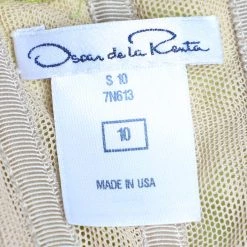 Oscar de la Renta
S 10
7N613
10
MADE IN USA